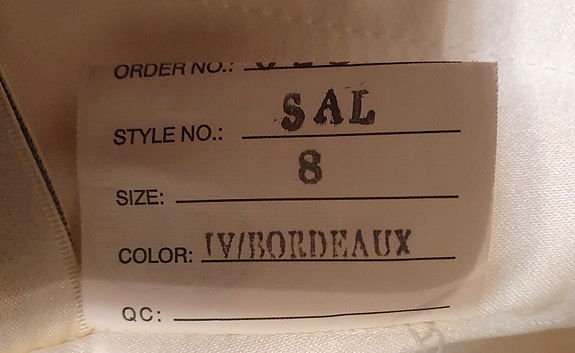 ORDER NO.:
STYLE NO.: SAL
SIZE: 8
COLOR: IV/BORDEAUX
QC: